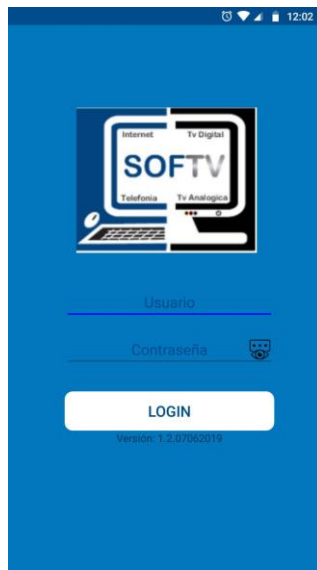 12:02
Internet Tv Digital
SOFTV
Telefonia Tv Analogica
Usuario
Contraseña
LOGIN
Versión: 1.2.07062019